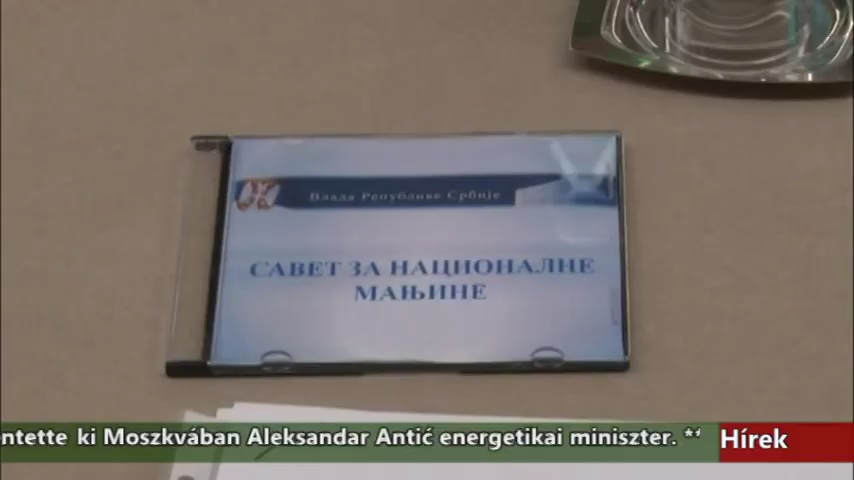 Влада Републике Србије
САВЕТ ЗА НАЦИОНАЛНЕ
МАЊИНЕ
ntette ki Moszkvában Aleksandar Antić energetikai miniszter. **
Hírek